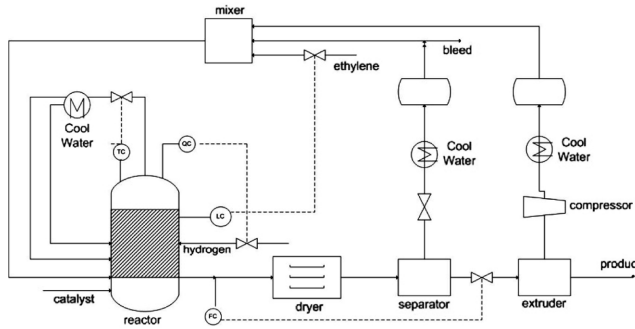 mixer
bleed
ethylene
Cool
Water
TC
QC
Cool
Water
Cool
Water
compressor
LC
hydrogen
catalyst
reactor
FC
dryer
separator
extruder
produc